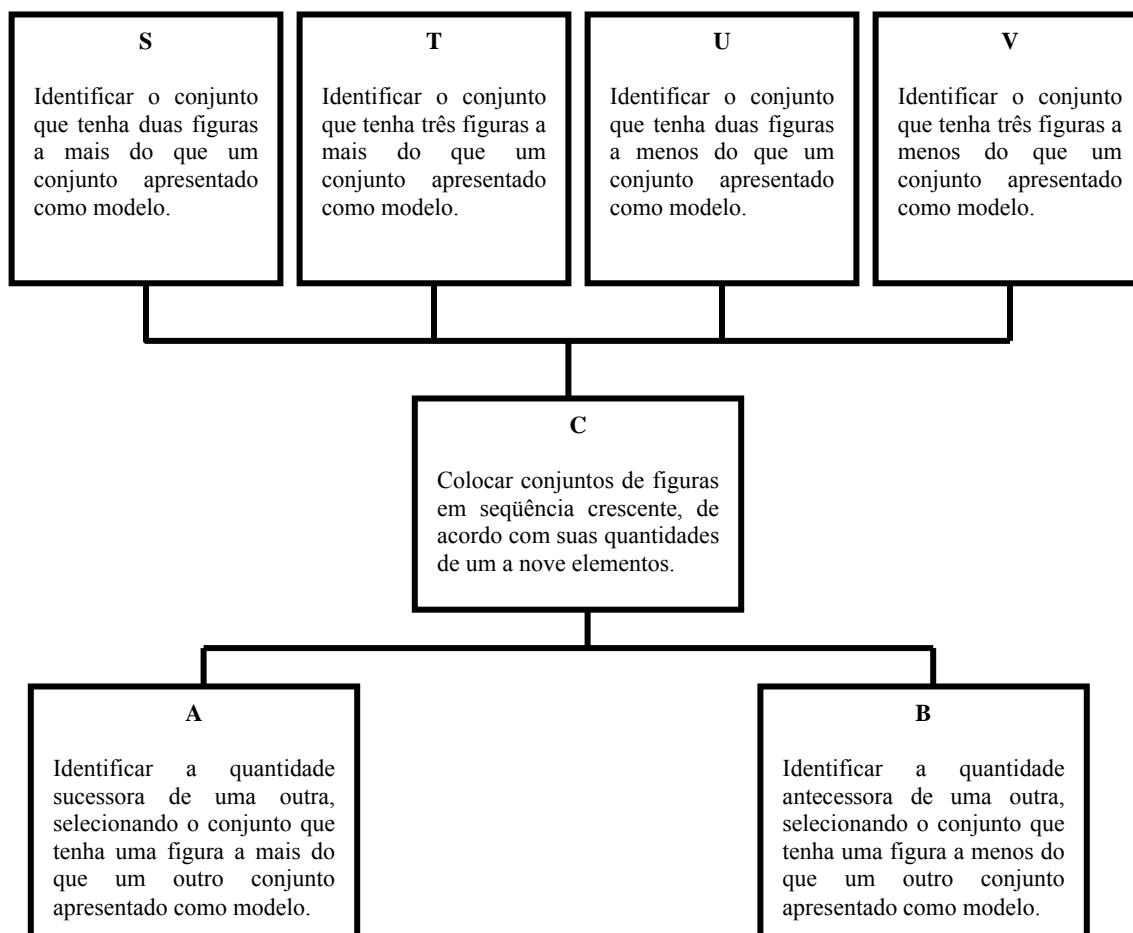 S
Identificar o conjunto
que tenha duas figuras
a mais do que um
conjunto apresentado
como modelo.
T
Identificar o conjunto
que tenha três figuras a
mais do que um
conjunto apresentado
como modelo.
U
Identificar o conjunto
que tenha duas figuras
a menos do que um
conjunto apresentado
como modelo.
V
Identificar o conjunto
que tenha três figuras a
menos do que um
conjunto apresentado
como modelo.
C
Colocar conjuntos de figuras
em seqüência crescente, de
acordo com suas quantidades
de um a nove elementos.
A
Identificar a quantidade
sucessora de uma outra,
selecionando o conjunto que
tenha uma figura a mais do
que um outro conjunto
apresentado como modelo.
B
Identificar a quantidade
antecessora de uma outra,
selecionando o conjunto que
tenha uma figura a menos do
que um outro conjunto
apresentado como modelo.